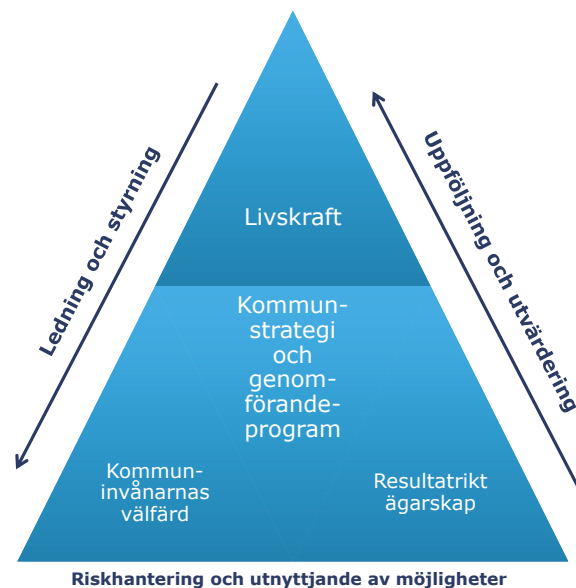 Ledning och styrning
Uppföljning och utvärdering
Livskraft
Kommun-
strategi
och
genom-
förande-
program
Kommun-
invånarnas
välfärd
Resultatrikt
ägarskap
Riskhantering och utnyttjande av möjligheter